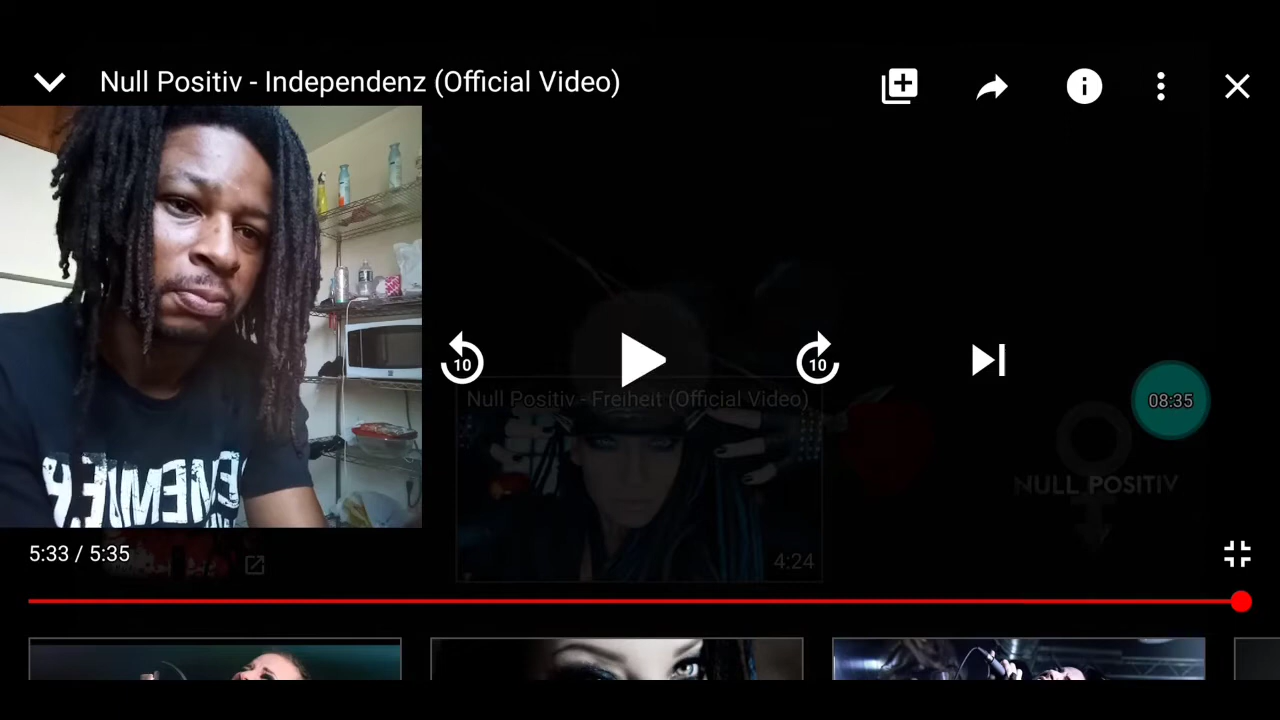 Null Positiv - Independenz (Official Video)
10
10
08:35
Null Positiv - Freiheit (Official Video)
NULL POSITIV
4:24
5:33 / 5:35